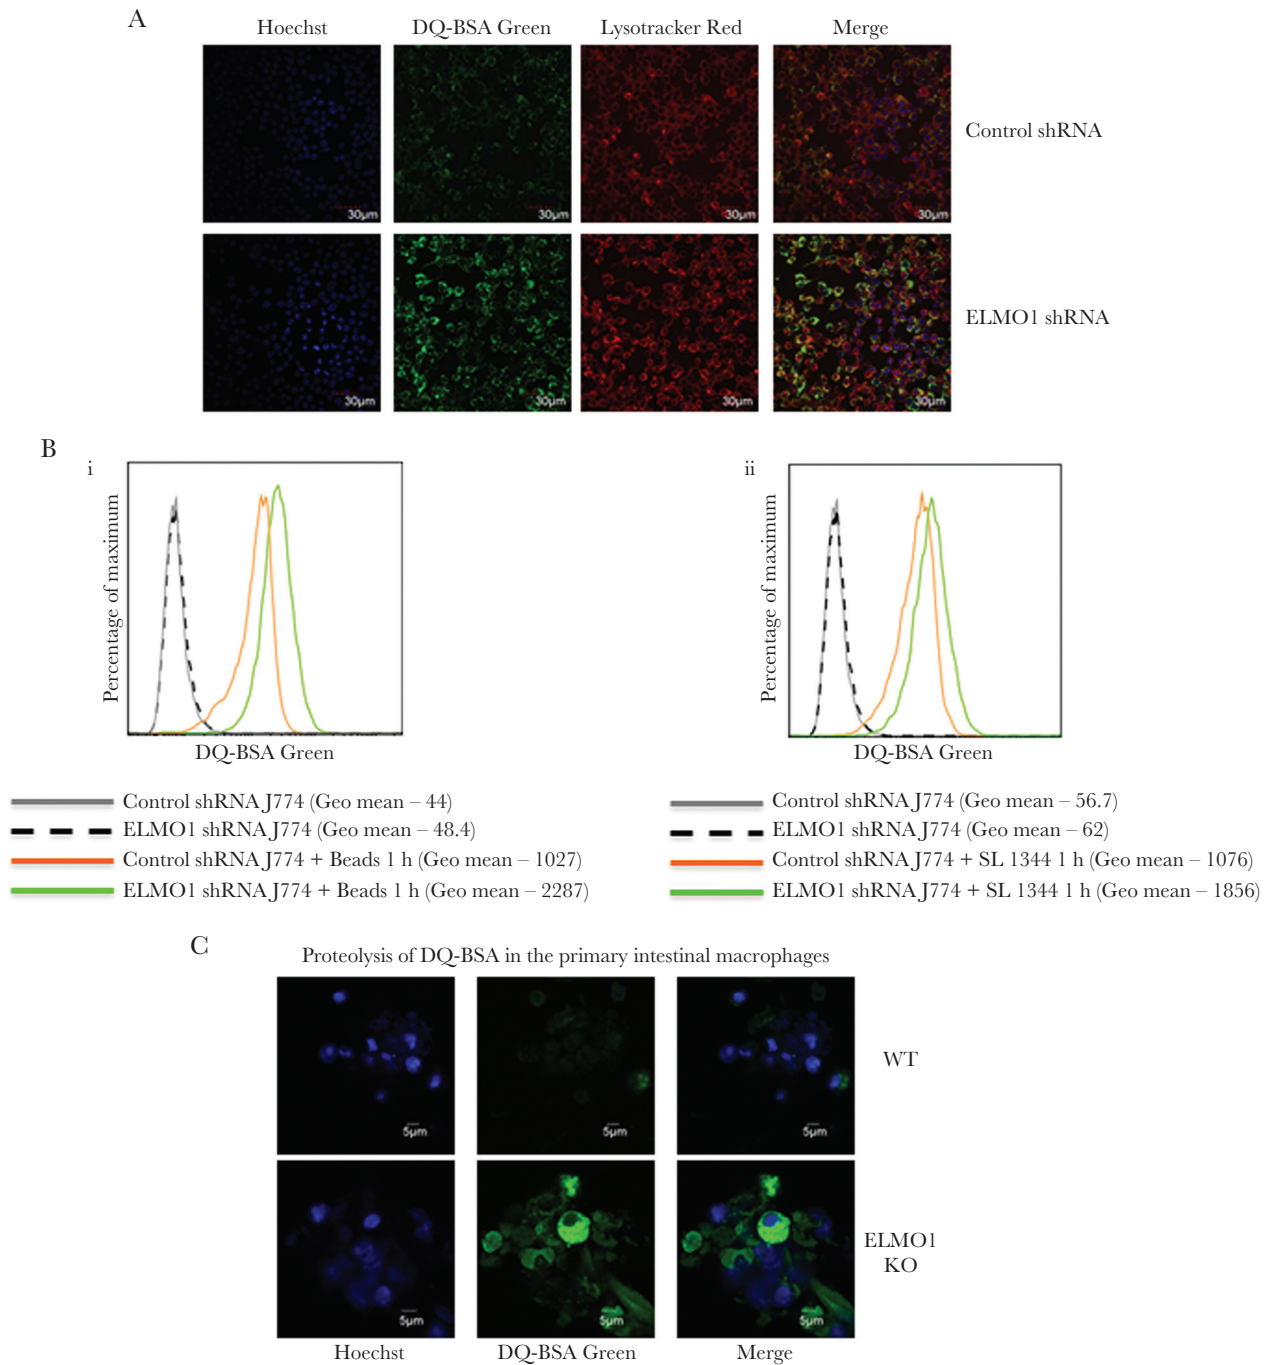 A
Hoechst DQ-BSA Green Lysotracker Red Merge
30µm 30µm 30µm 30µm
Control shRNA
30µm 30µm 30µm 30µm
ELMO1 shRNA
B
i
Percentage of maximum
DQ-BSA Green
Control shRNA J774 (Geo mean – 44)
ELMO1 shRNA J774 (Geo mean – 48.4)
Control shRNA J774 + Beads 1 h (Geo mean – 1027)
ELMO1 shRNA J774 + Beads 1 h (Geo mean – 2287)
ii
Percentage of maximum
DQ-BSA Green
Control shRNA J774 (Geo mean – 56.7)
ELMO1 shRNA J774 (Geo mean – 62)
Control shRNA J774 + SL 1344 1 h (Geo mean – 1076)
ELMO1 shRNA J774 + SL 1344 1 h (Geo mean – 1856)
C
Proteolysis of DQ-BSA in the primary intestinal macrophages
5µm 5µm 5µm
WT
5µm 5µm 5µm
ELMO1
KO
Hoechst DQ-BSA Green Merge